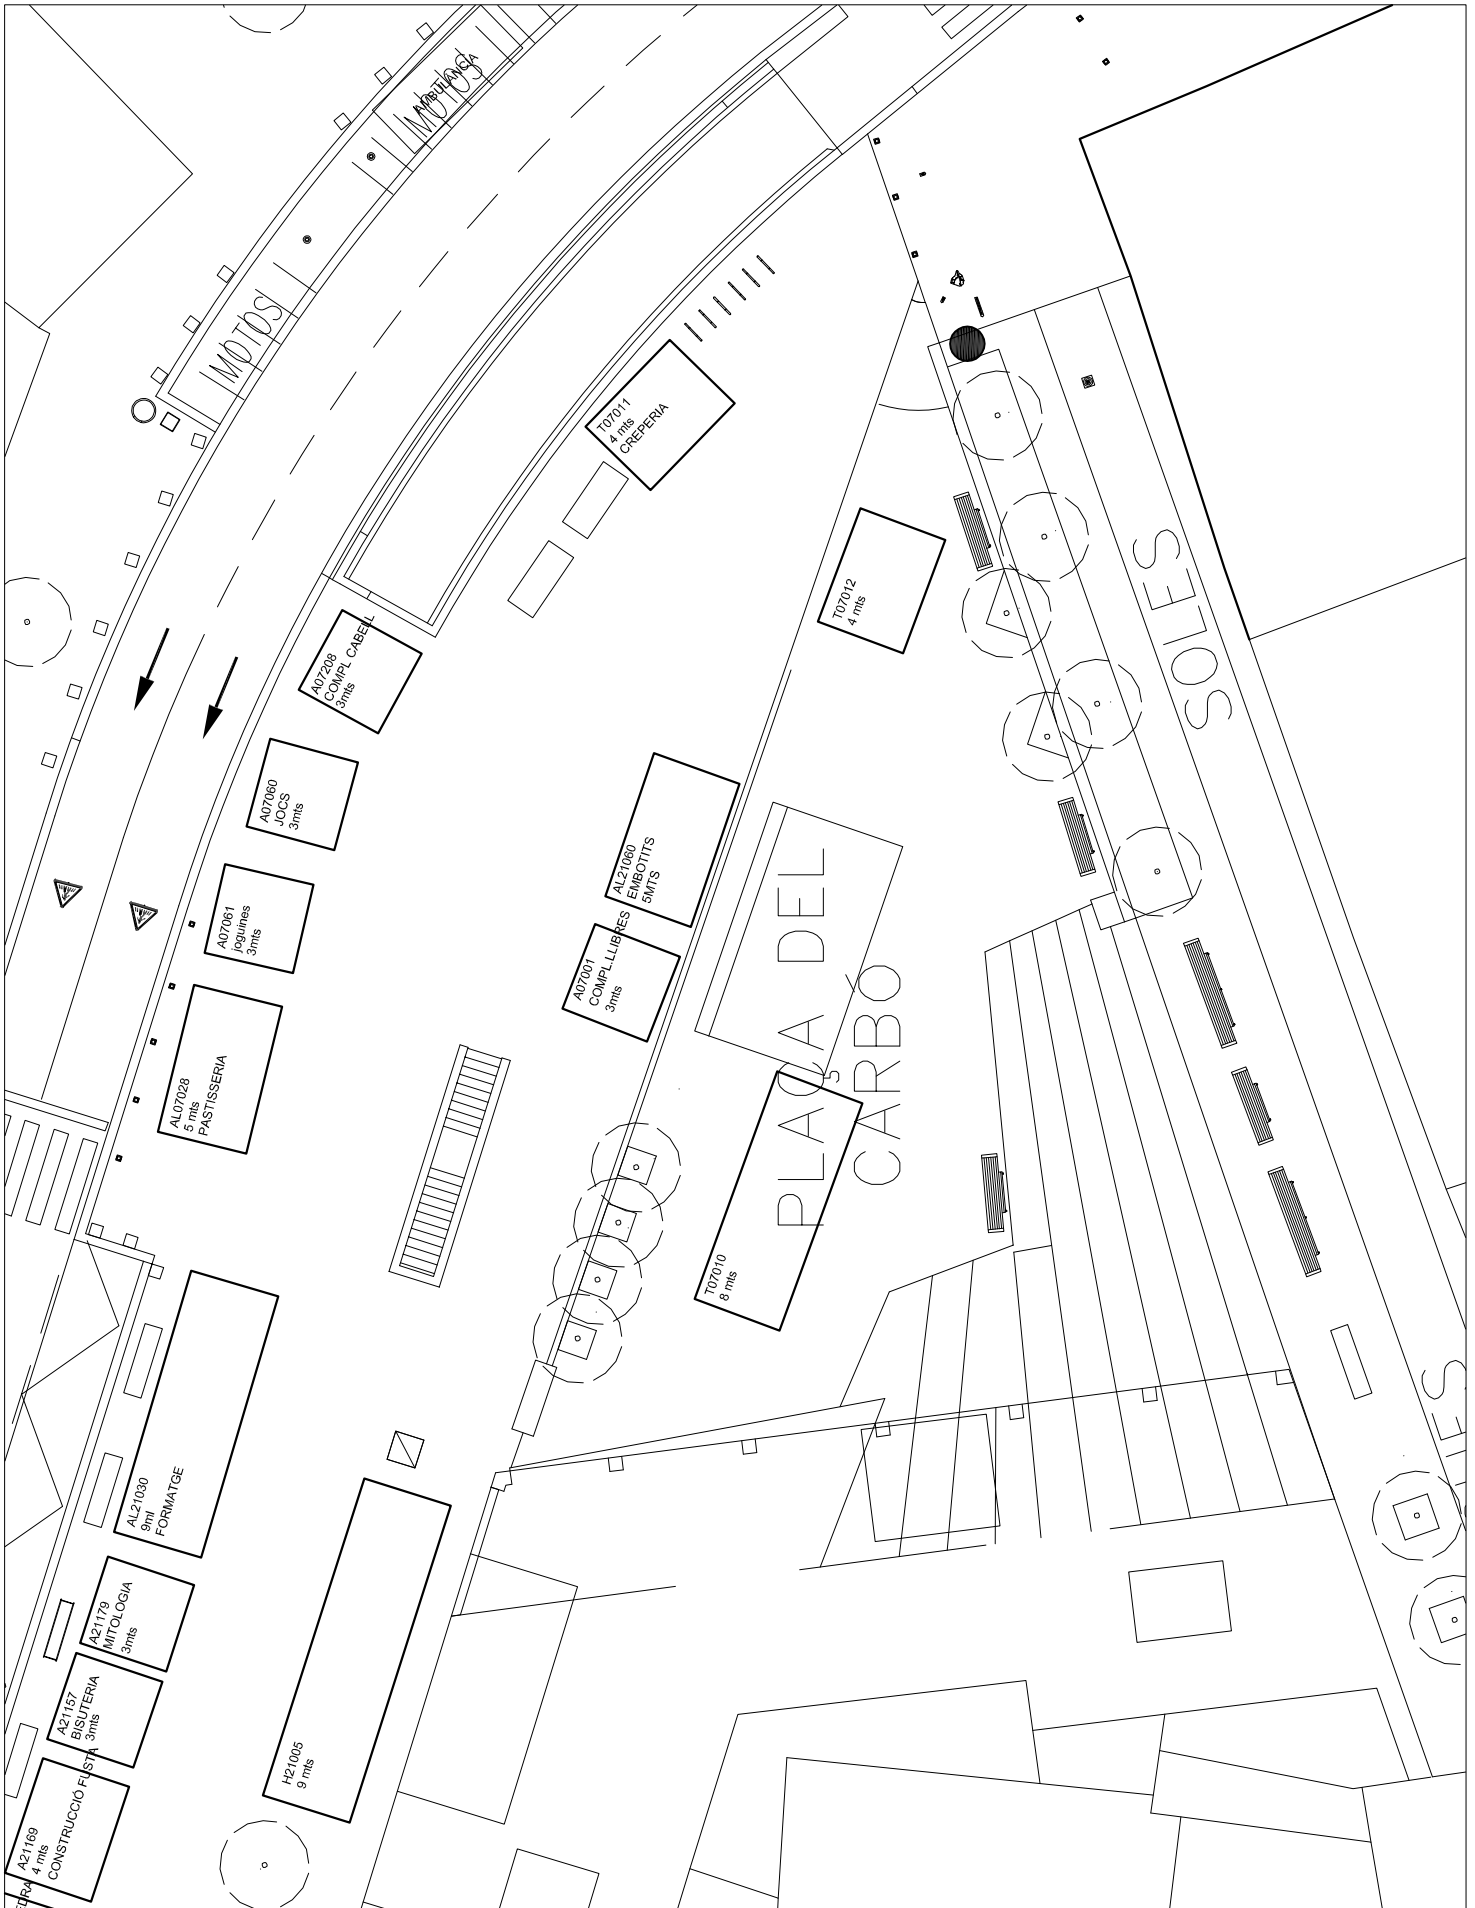 AMBULÀNCIA
MOTOS
MOTOS
T07011
4 mts
CREPERIA
T07012
4 mts
SOLES
A07208
COMPL CABELL
3mts
A07060
JOCS
3mts
AL21060
EMBOTITS
5MTS
A07061
joguines
3mts
A07001
COMPL.LLIBRES
3mts
PLAÇA DEL
CARBÓ
AL07028
5 mts
PASTISSERIA
T07010
8 mts
AL21030
9ml
FORMATGE
A21179
MITOLOGIA
3mts
A21157
BISUTERIA
3mts
H21005
9 mts
A21169
4 mts
CONSTRUCCIÓ FUSTA